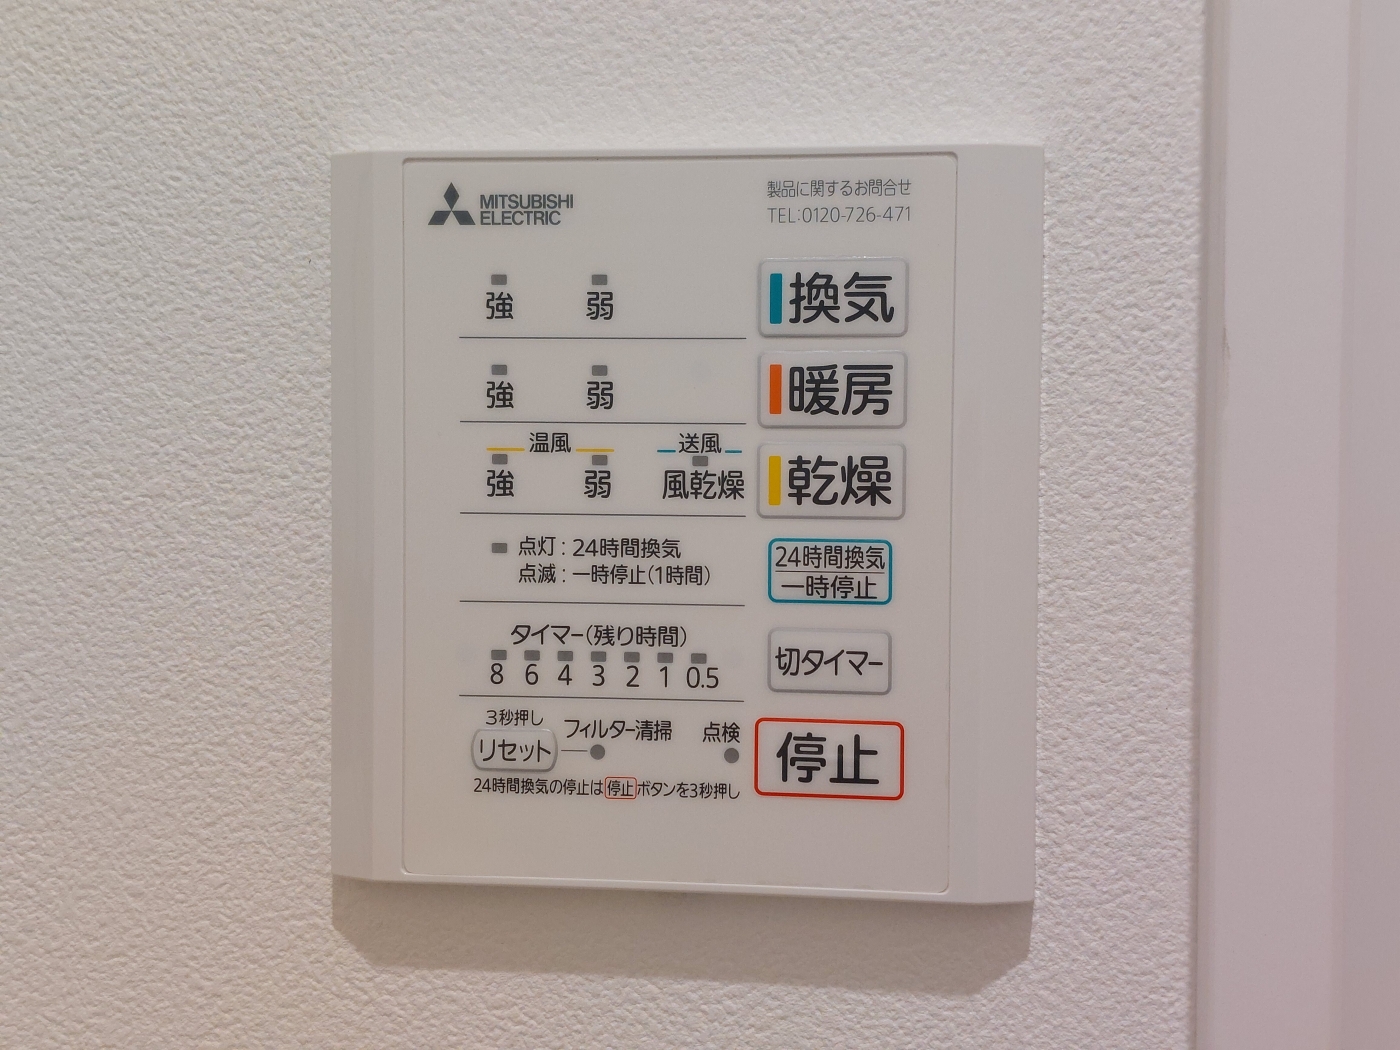 MITSUBISHI
ELECTRIC
製品に関するお問合せ
TEL:0120-726-471
強 弱 換気
強 弱 暖房
温風 送風
強 弱 風乾燥 乾燥
点灯:24時間換気
点滅:一時停止(1時間)
24時間換気
一時停止
タイマー(残り時間)
8 6 4 3 2 1 0.5
切タイマー
3秒押し
リセット フィルター清掃 点検
停止
24時間換気の停止は停止ボタンを3秒押し